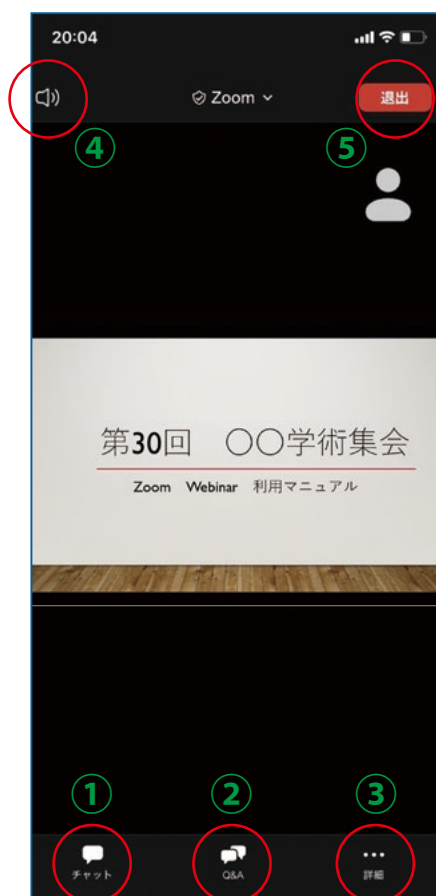 20:04
Zoom
退出
④
⑤
第30回 〇〇学術集会
Zoom Webinar 利用マニュアル
①
②
③
チャット
Q&A
詳細